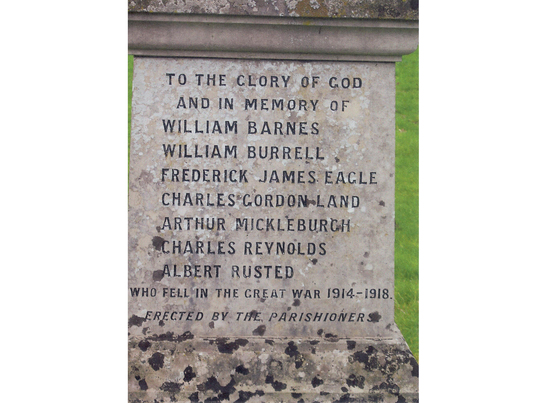 TO THE GLORY OF GOD
AND IN MEMORY OF
WILLIAM BARNES
WILLIAM BURRELL
FREDERICK JAMES EAGLE
CHARLES GORDON LAND
ARTHUR MICKLEBURGH
CHARLES REYNOLDS
ALBERT RUSTED
WHO FELL IN THE GREAT WAR 1914-1918.
ERECTED BY THE PARISHIONERS.